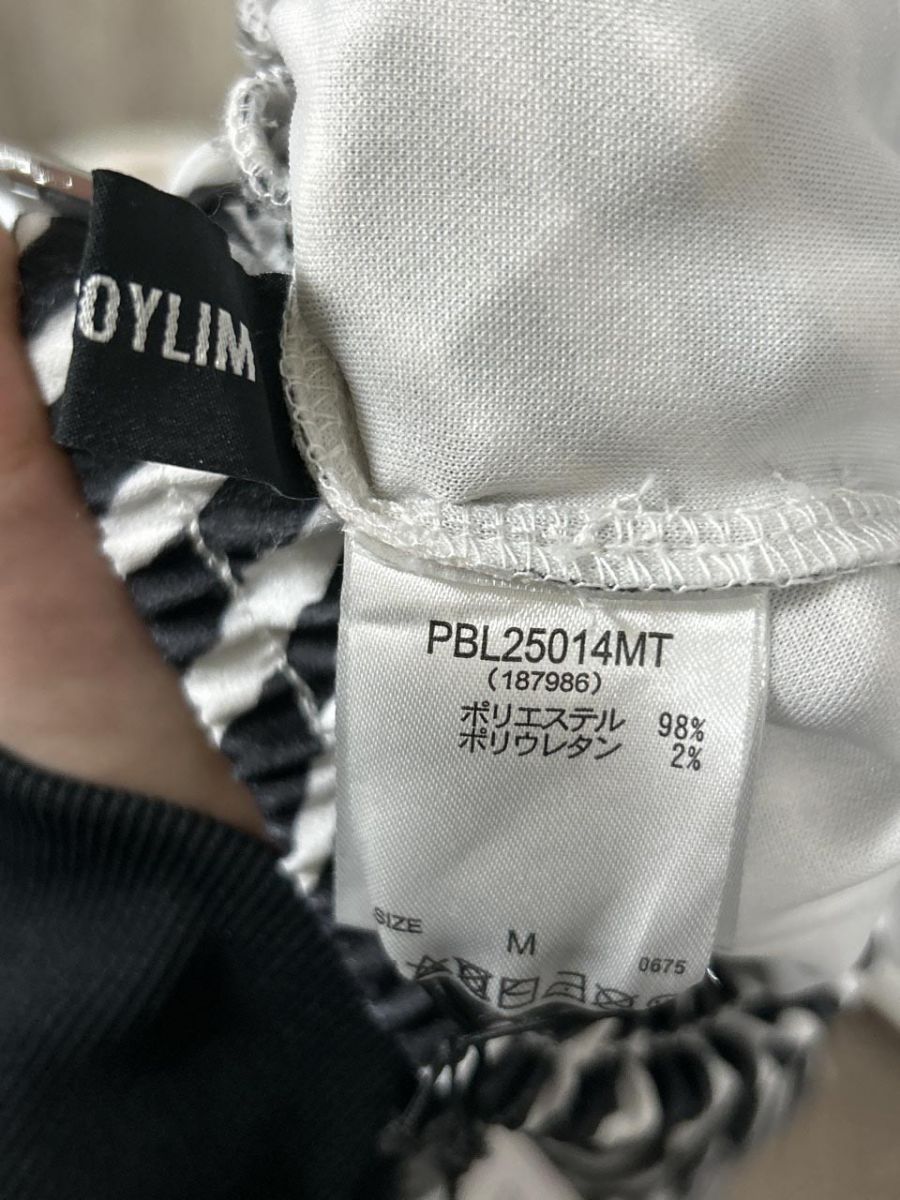 OYLIM
PBL25014MT
(187986)
ポリエステル 98%
ポリウレタン 2%
SIZE
M
0675